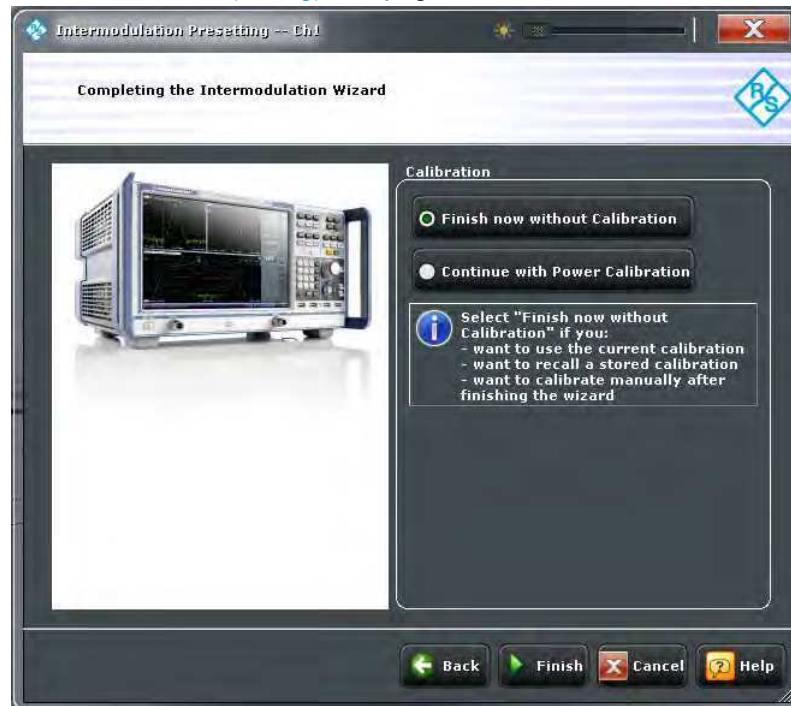 Intermodulation Presetting -- Ch1
X
Completing the Intermodulation Wizard
R/S
Calibration
Finish now without Calibration
Continue with Power Calibration
Select "Finish now without
Calibration" if you:
- want to use the current calibration
- want to recall a stored calibration
- want to calibrate manually after
finishing the wizard
Back
Finish
Cancel
Help